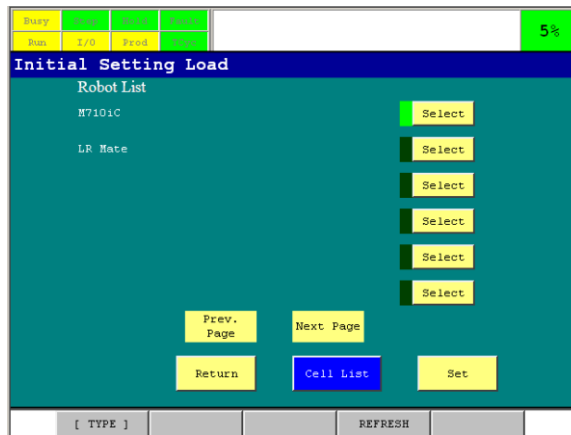 Busy Step Hold Fault
Run I/O Prod TCyc
5%
Initial Setting Load
Robot List
M710iC Select
LR Mate Select
Select
Select
Select
Select
Prev. Page Next Page
Return Cell List Set
[ TYPE ] REFRESH